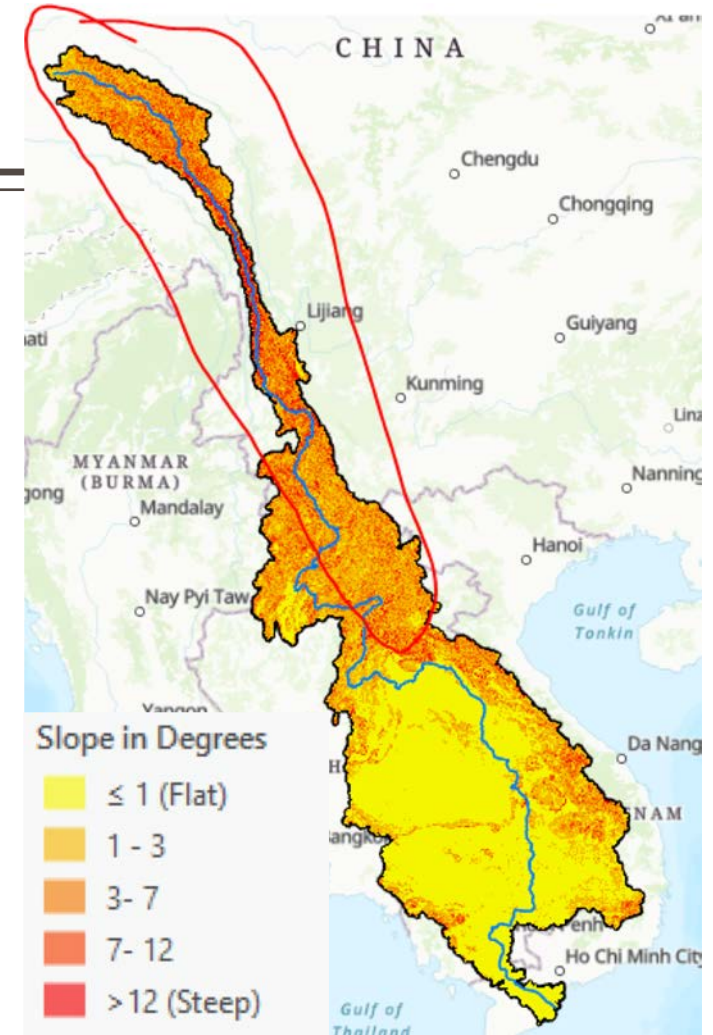 CHINA
Chengdu
Chongqing
Lijiang
Guiyang
Kunming
MYANMAR
(BURMA)
Mandalay
Nanning
Hanoi
Nay Pyi Taw
Gulf of
Tonkin
Slope in Degrees
≤ 1 (Flat)
1 - 3
3- 7
7- 12
>12 (Steep)
Da Nang
NAM
Ho Chi Minh City
Gulf of